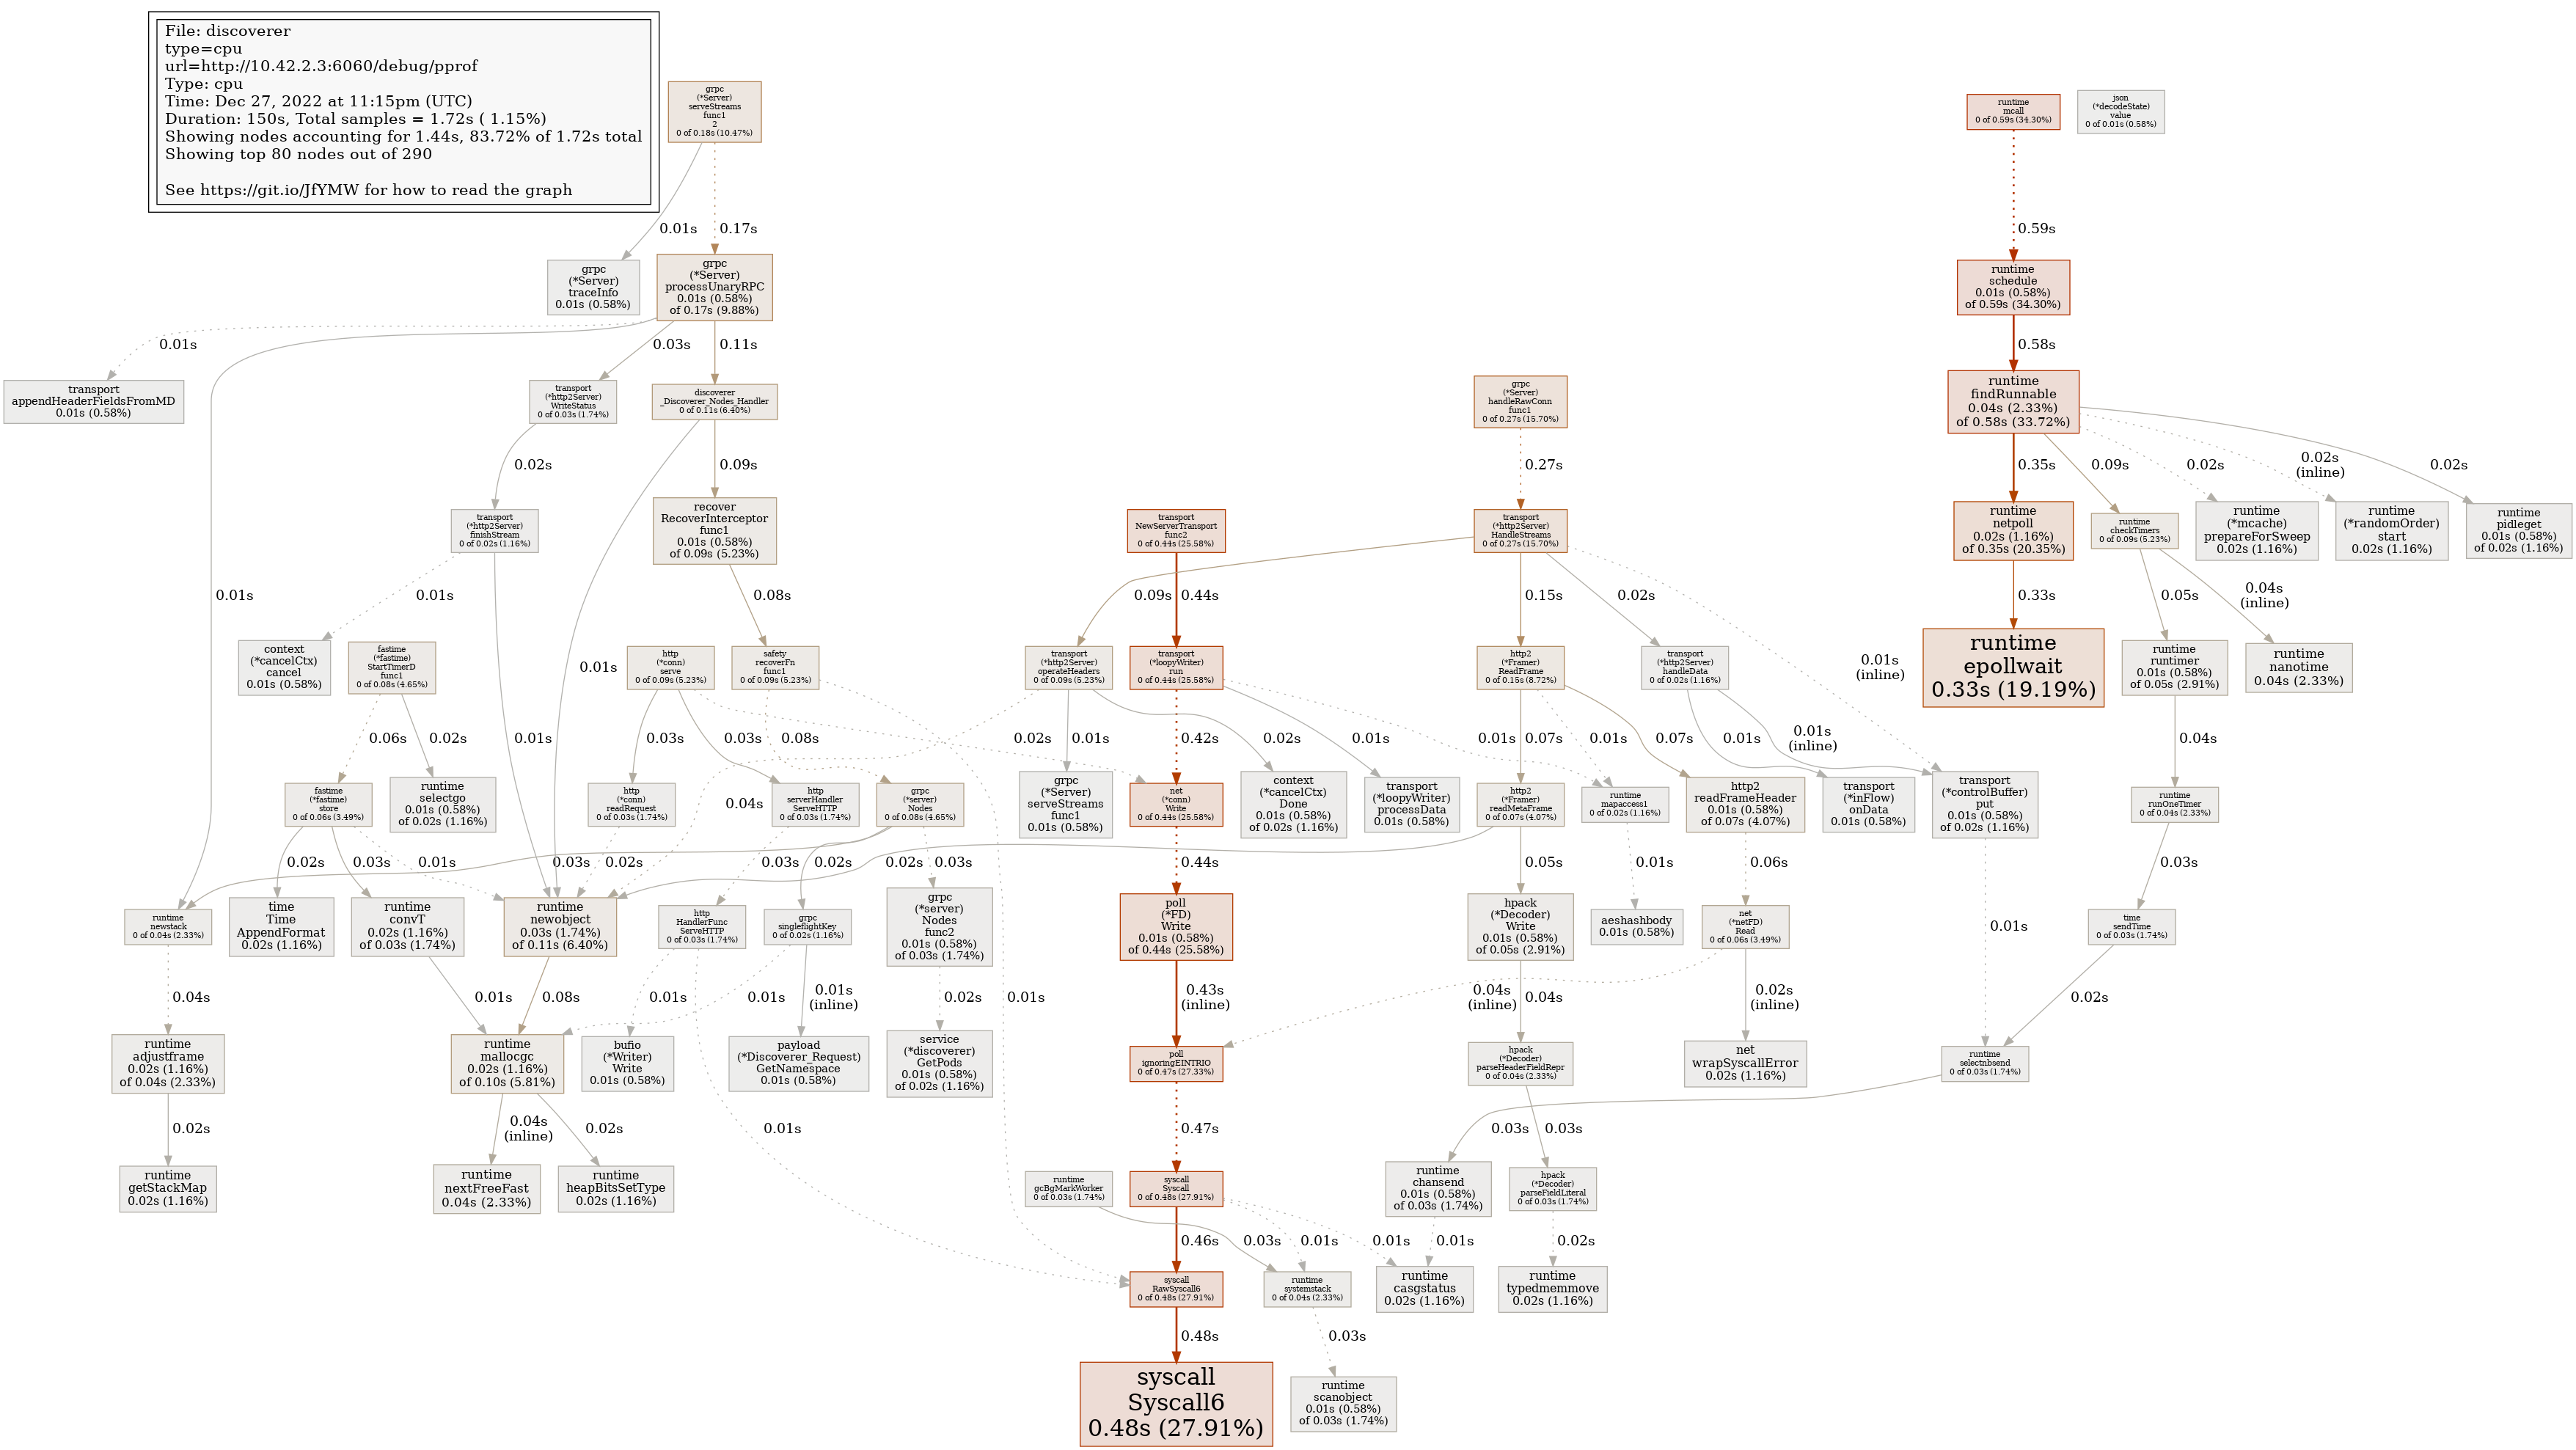 File: discoverer
type=cpu
url=http://10.42.2.3:6060/debug/pprof
Type: cpu
Time: Dec 27, 2022 at 11:15pm (UTC)
Duration: 150s, Total samples = 1.72s ( 1.15%)
Showing nodes accounting for 1.44s, 83.72% of 1.72s total
Showing top 80 nodes out of 290
See https://git.io/JfYMW for how to read the graph
grpc
(*Server)
serveStreams
func1
2
0 of 0.18s (10.47%)
runtime
mcall
0 of 0.59s (34.30%)
json
(*decodeState)
value
0 of 0.01s (0.58%)
0.01s
0.17s
0.59s
grpc
(*Server)
traceInfo
0.01s (0.58%)
grpc
(*Server)
processUnaryRPC
0.01s (0.58%)
of 0.17s (9.88%)
runtime
schedule
0.01s (0.58%)
of 0.59s (34.30%)
0.01s
0.03s
0.11s
0.58s
transport
appendHeaderFieldsFromMD
0.01s (0.58%)
transport
(*http2Server)
WriteStatus
0 of 0.03s (1.74%)
discoverer
_Discoverer_Nodes_Handler
0 of 0.11s (6.40%)
grpc
(*Server)
handleRawConn
func1
0 of 0.27s (15.70%)
runtime
findRunnable
0.04s (2.33%)
of 0.58s (33.72%)
0.02s
0.09s
0.27s
0.35s
0.09s
0.02s
0.02s
(inline)
0.02s
transport
(*http2Server)
finishStream
0 of 0.02s (1.16%)
recover
RecoverInterceptor
func1
0.01s (0.58%)
of 0.09s (5.23%)
transport
NewServerTransport
func2
0 of 0.44s (25.58%)
transport
(*http2Server)
HandleStreams
0 of 0.27s (15.70%)
runtime
netpoll
0.02s (1.16%)
of 0.35s (20.35%)
runtime
checkTimers
0 of 0.09s (5.23%)
runtime
(*mcache)
prepareForSweep
0.02s (1.16%)
runtime
(*randomOrder)
start
0.02s (1.16%)
runtime
pidleget
0.01s (0.58%)
of 0.02s (1.16%)
0.01s
0.01s
0.08s
0.09s
0.44s
0.15s
0.02s
0.33s
0.05s
0.04s
(inline)
context
(*cancelCtx)
cancel
0.01s (0.58%)
fastime
(*fastime)
StartTimerD
func1
0 of 0.08s (4.65%)
0.01s
http
(*conn)
serve
0 of 0.09s (5.23%)
safety
recoverFn
func1
0 of 0.09s (5.23%)
transport
(*http2Server)
operateHeaders
0 of 0.09s (5.23%)
transport
(*loopyWriter)
run
0 of 0.44s (25.58%)
http2
(*Framer)
ReadFrame
0 of 0.15s (8.72%)
transport
(*http2Server)
handleData
0 of 0.02s (1.16%)
0.01s
(inline)
runtime
epollwait
0.33s (19.19%)
runtime
runtimer
0.01s (0.58%)
of 0.05s (2.91%)
runtime
nanotime
0.04s (2.33%)
0.06s
0.02s
0.01s
0.03s
0.03s
0.08s
0.02s
0.01s
0.42s
0.02s
0.01s
0.01s
0.07s
0.01s
0.07s
0.01s
0.01s
(inline)
0.04s
fastime
(*fastime)
store
0 of 0.06s (3.49%)
runtime
selectgo
0.01s (0.58%)
of 0.02s (1.16%)
http
(*conn)
readRequest
0 of 0.03s (1.74%)
0.04s
http
serverHandler
ServeHTTP
0 of 0.03s (1.74%)
grpc
(*server)
Nodes
0 of 0.08s (4.65%)
grpc
(*Server)
serveStreams
func1
0.01s (0.58%)
net
(*conn)
Write
0 of 0.44s (25.58%)
context
(*cancelCtx)
Done
0.01s (0.58%)
of 0.02s (1.16%)
transport
(*loopyWriter)
processData
0.01s (0.58%)
http2
(*Framer)
readMetaFrame
0 of 0.07s (4.07%)
runtime
mapaccess1
0 of 0.02s (1.16%)
http2
readFrameHeader
0.01s (0.58%)
of 0.07s (4.07%)
transport
(*inFlow)
onData
0.01s (0.58%)
transport
(*controlBuffer)
put
0.01s (0.58%)
of 0.02s (1.16%)
runtime
runOneTimer
0 of 0.04s (2.33%)
0.02s
0.03s
0.01s
0.03s
0.02s
0.03s
0.02s
0.02s
0.03s
0.44s
0.05s
0.01s
0.06s
0.03s
runtime
newstack
0 of 0.04s (2.33%)
time
Time
AppendFormat
0.02s (1.16%)
runtime
convT
0.02s (1.16%)
of 0.03s (1.74%)
runtime
newobject
0.03s (1.74%)
of 0.11s (6.40%)
http
HandlerFunc
ServeHTTP
0 of 0.03s (1.74%)
grpc
singleflightKey
0 of 0.02s (1.16%)
grpc
(*server)
Nodes
func2
0.01s (0.58%)
of 0.03s (1.74%)
poll
(*FD)
Write
0.01s (0.58%)
of 0.44s (25.58%)
hpack
(*Decoder)
Write
0.01s (0.58%)
of 0.05s (2.91%)
aeshashbody
0.01s (0.58%)
net
(*netFD)
Read
0 of 0.06s (3.49%)
0.01s
time
sendTime
0 of 0.03s (1.74%)
0.04s
0.01s
0.08s
0.01s
0.01s
0.01s
(inline)
0.02s
0.01s
0.43s
(inline)
0.04s
(inline)
0.04s
0.02s
(inline)
0.02s
runtime
adjustframe
0.02s (1.16%)
of 0.04s (2.33%)
runtime
mallocgc
0.02s (1.16%)
of 0.10s (5.81%)
bufio
(*Writer)
Write
0.01s (0.58%)
payload
(*Discoverer_Request)
GetNamespace
0.01s (0.58%)
service
(*discoverer)
GetPods
0.01s (0.58%)
of 0.02s (1.16%)
poll
ignoringEINTRIO
0 of 0.47s (27.33%)
hpack
(*Decoder)
parseHeaderFieldRepr
0 of 0.04s (2.33%)
net
wrapSyscallError
0.02s (1.16%)
runtime
selectnbsend
0 of 0.03s (1.74%)
0.02s
0.04s
(inline)
0.02s
0.01s
0.47s
0.03s
0.03s
runtime
getStackMap
0.02s (1.16%)
runtime
nextFreeFast
0.04s (2.33%)
runtime
heapBitsSetType
0.02s (1.16%)
runtime
gcBgMarkWorker
0 of 0.03s (1.74%)
syscall
Syscall
0 of 0.48s (27.91%)
runtime
chansend
0.01s (0.58%)
of 0.03s (1.74%)
hpack
(*Decoder)
parseFieldLiteral
0 of 0.03s (1.74%)
0.46s
0.03s
0.01s
0.01s
0.01s
0.02s
syscall
RawSyscall6
0 of 0.48s (27.91%)
runtime
systemstack
0 of 0.04s (2.33%)
runtime
casgstatus
0.02s (1.16%)
runtime
typedmemmove
0.02s (1.16%)
0.48s
0.03s
syscall
Syscall6
0.48s (27.91%)
runtime
scanobject
0.01s (0.58%)
of 0.03s (1.74%)